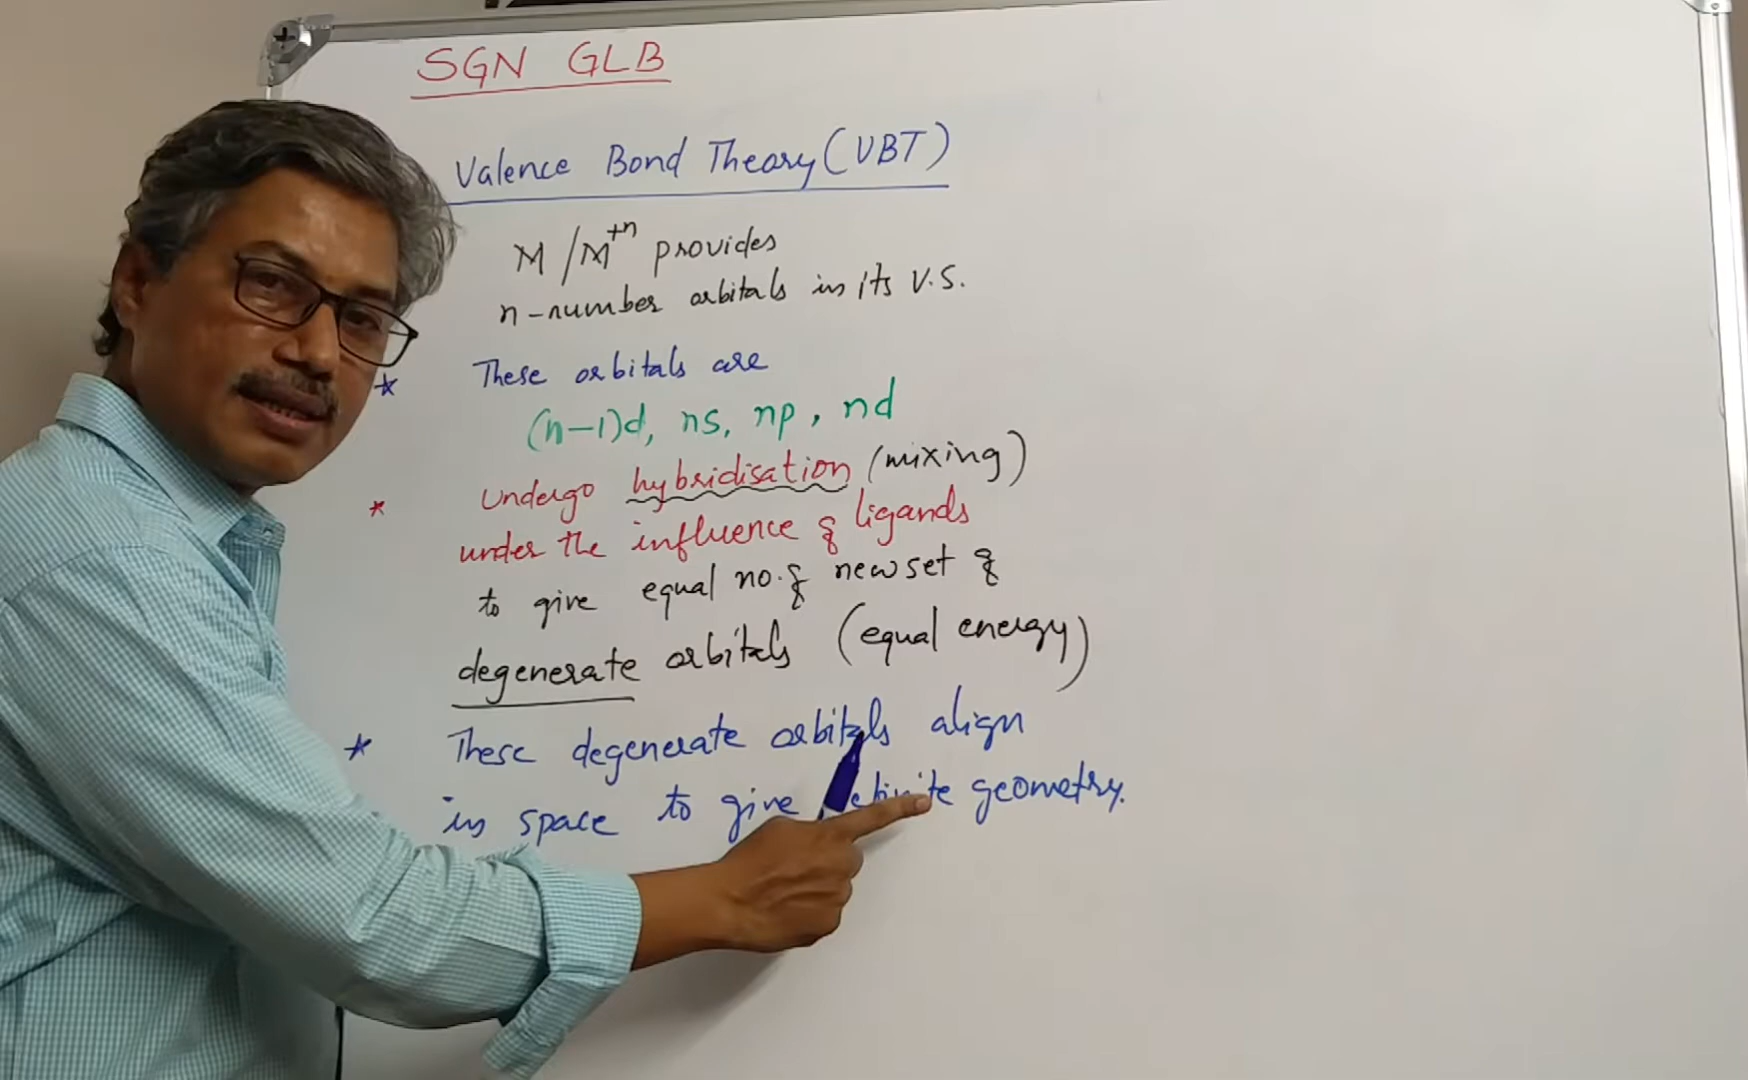 SGN GLB
Valence Bond Theory (VBT)
M/M+n provides
n-number orbitals in its V.S.
* These orbitals are
(n-1)d, ns, np, nd
* Undergo hybridisation (mixing)
under the influence of ligands
to give equal no. of new set of
degenerate orbitals (equal energy)
* These degenerate orbitals align
in space to give geometry.